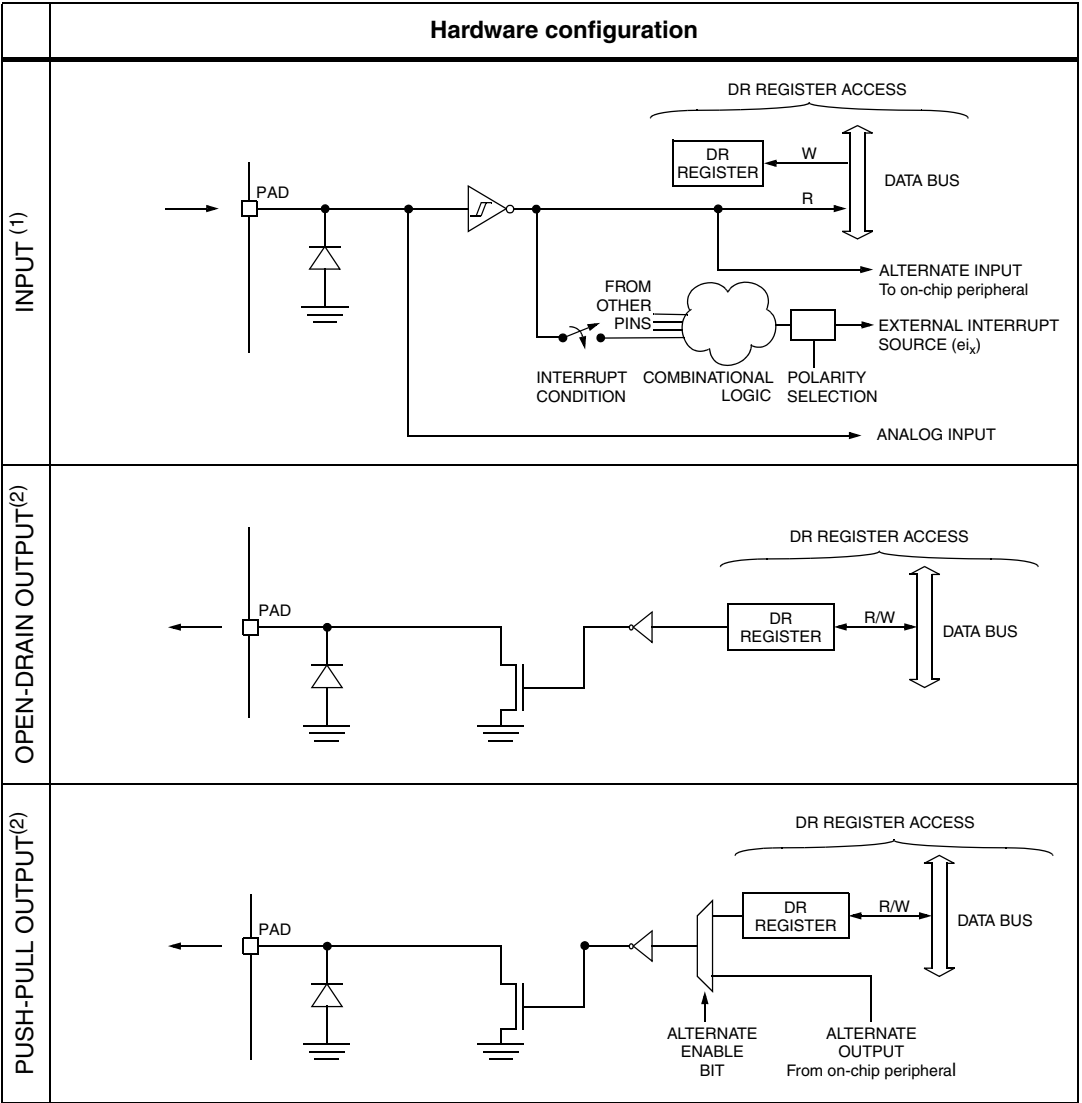 Hardware configuration
INPUT (1)
DR REGISTER ACCESS
DR
REGISTER
W
R
DATA BUS
PAD
ALTERNATE INPUT
To on-chip peripheral
FROM
OTHER
PINS
EXTERNAL INTERRUPT
SOURCE (eix)
INTERRUPT
CONDITION
COMBINATIONAL
LOGIC
POLARITY
SELECTION
ANALOG INPUT
OPEN-DRAIN OUTPUT(2)
DR REGISTER ACCESS
PAD
DR
REGISTER
R/W
DATA BUS
PUSH-PULL OUTPUT(2)
DR REGISTER ACCESS
PAD
DR
REGISTER
R/W
DATA BUS
ALTERNATE
ENABLE
BIT
ALTERNATE
OUTPUT
From on-chip peripheral